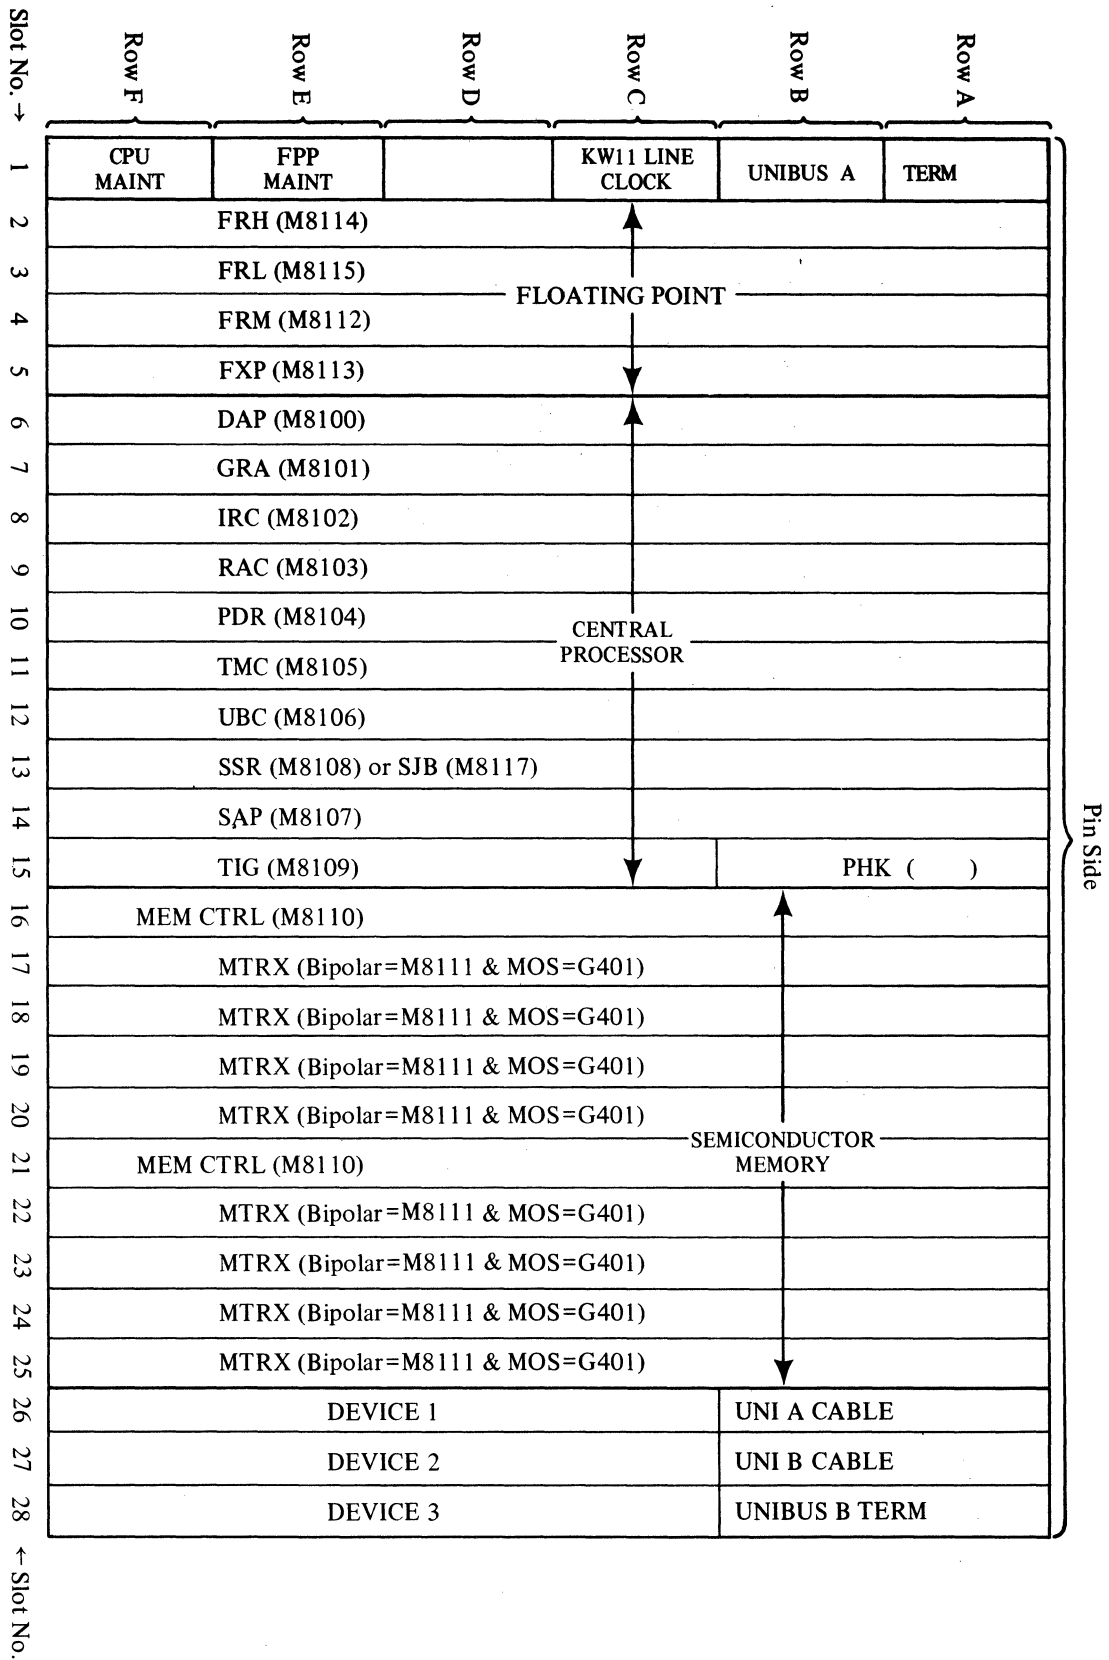 Slot No. →
Row F
Row E
Row D
Row C
Row B
Row A
1
CPU
MAINT
FPP
MAINT
KW11 LINE
CLOCK
UNIBUS A
TERM
2
FRH (M8114)
3
FRL (M8115)
FLOATING POINT
4
FRM (M8112)
5
FXP (M8113)
6
DAP (M8100)
7
GRA (M8101)
8
IRC (M8102)
9
RAC (M8103)
10
PDR (M8104)
CENTRAL
PROCESSOR
11
TMC (M8105)
12
UBC (M8106)
13
SSR (M8108) or SJB (M8117)
14
SAP (M8107)
15
TIG (M8109)
PHK ( )
Pin Side
16
MEM CTRL (M8110)
17
MTRX (Bipolar=M8111 & MOS=G401)
18
MTRX (Bipolar=M8111 & MOS=G401)
19
MTRX (Bipolar=M8111 & MOS=G401)
20
MTRX (Bipolar=M8111 & MOS=G401)
SEMICONDUCTOR
MEMORY
21
MEM CTRL (M8110)
22
MTRX (Bipolar=M8111 & MOS=G401)
23
MTRX (Bipolar=M8111 & MOS=G401)
24
MTRX (Bipolar=M8111 & MOS=G401)
25
MTRX (Bipolar=M8111 & MOS=G401)
26
DEVICE 1
UNI A CABLE
27
DEVICE 2
UNI B CABLE
28
DEVICE 3
UNIBUS B TERM
← Slot No.